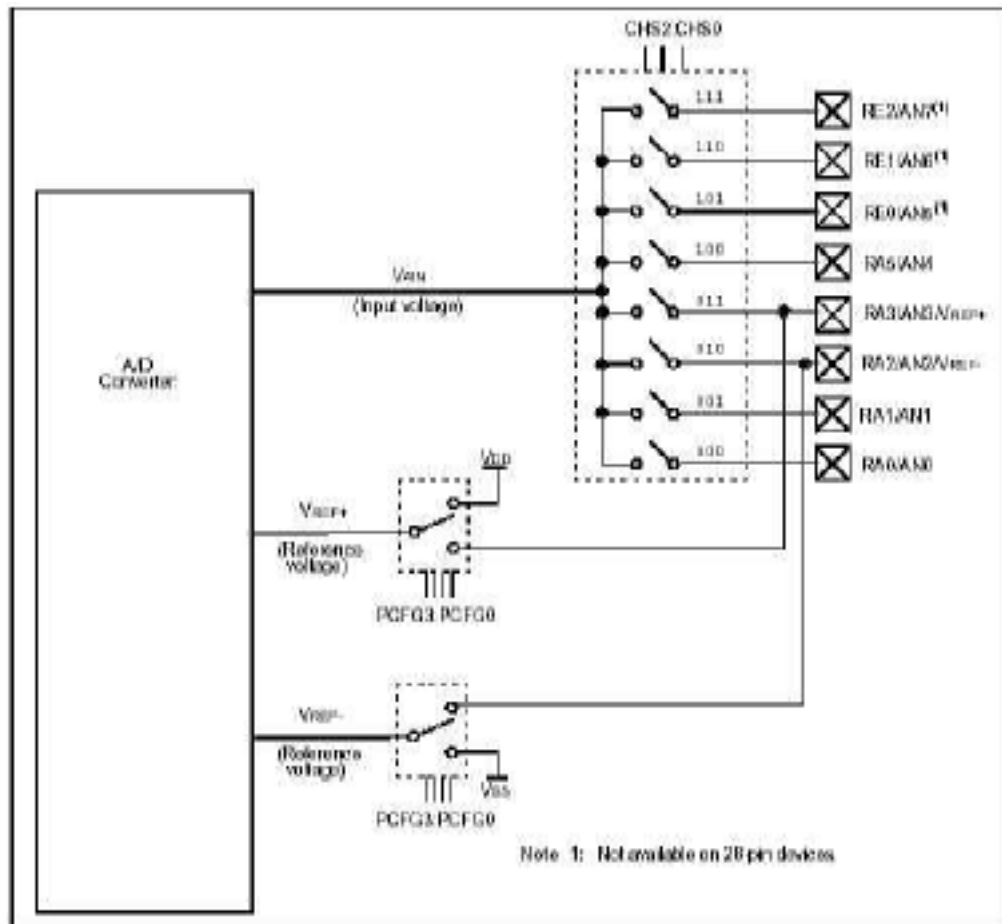 CHS2:CHS0
111
RE2/AN7(1)
110
RE1/AN6(1)
101
RE0/AN5(1)
100
RA5/AN4
VAIN
(Input voltage)
011
RA3/AN3/VREF+
010
RA2/AN2/VREF-
A/D
Converter
001
RA1/AN1
000
RA0/AN0
VDD
VREF+
(Reference
voltage)
PCFG3:PCFG0
VREF-
(Reference
voltage)
VSS
PCFG3:PCFG0
Note 1: Not available on 28-pin devices.